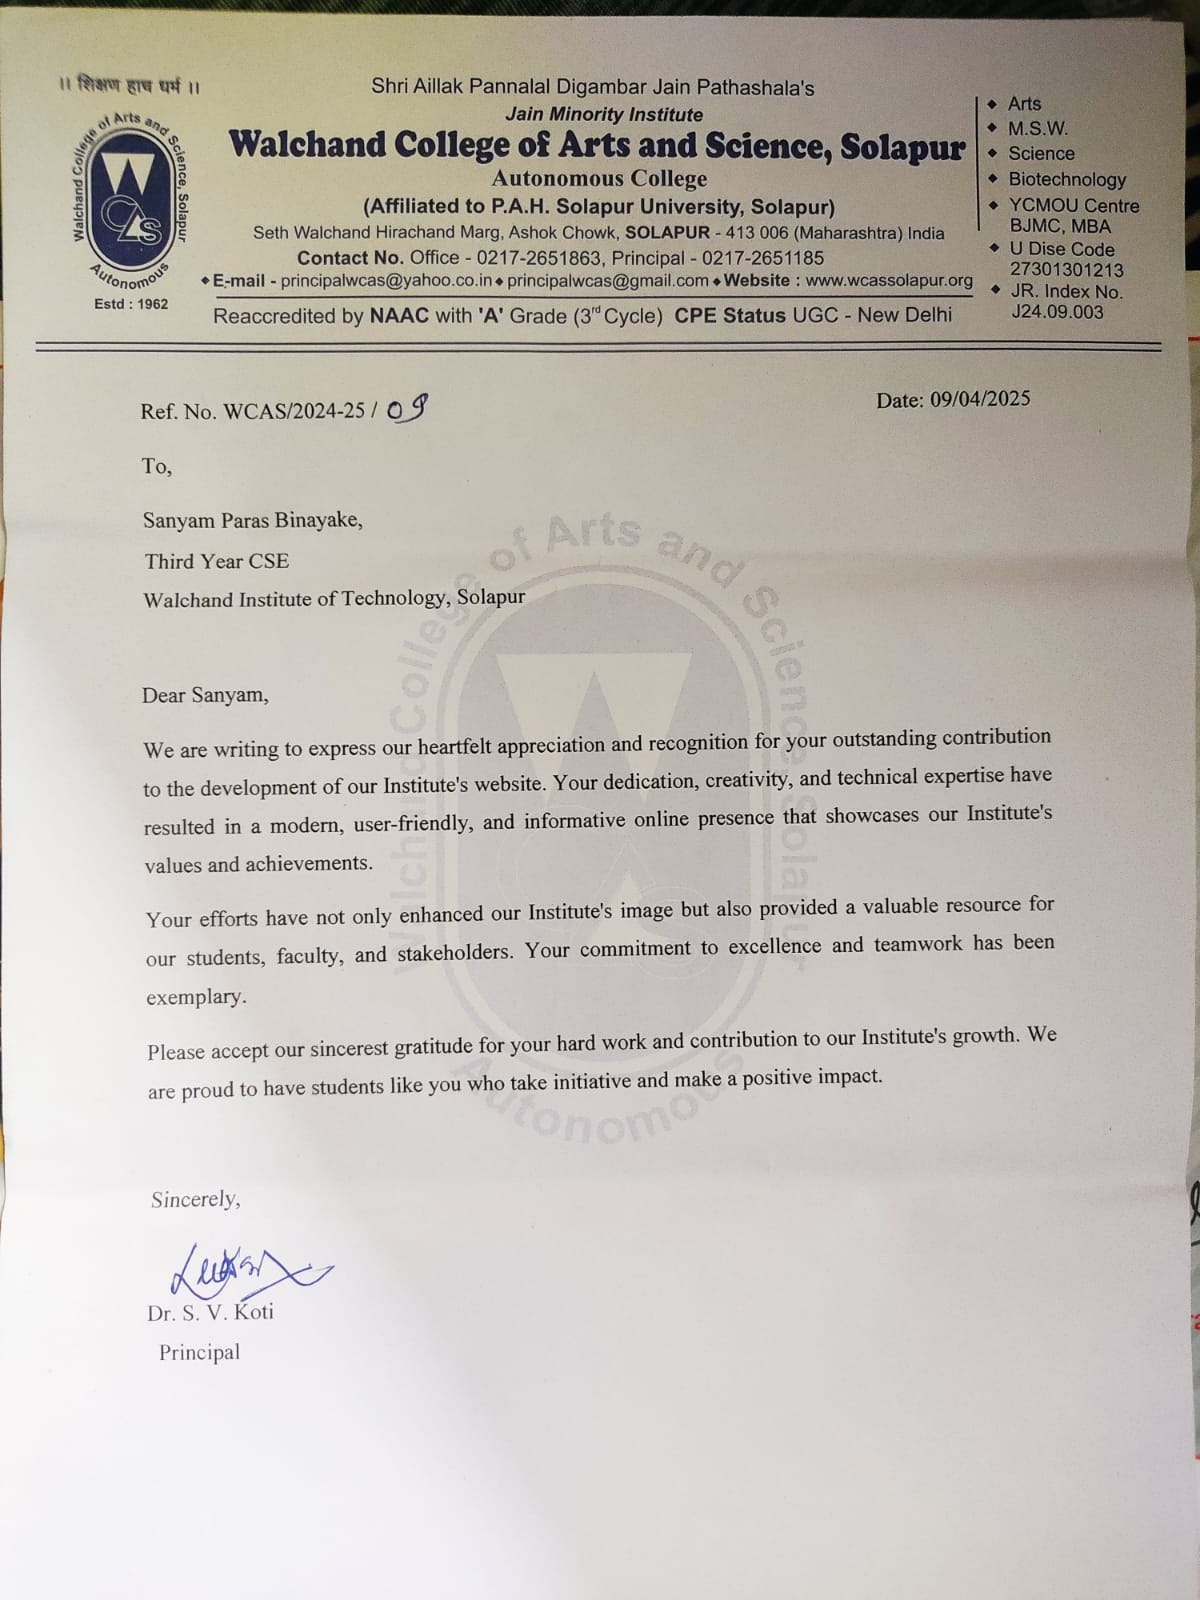 ।। शिक्षण हाच धर्म ।।
Walchand College of Arts and Science, Solapur
WCAS
Autonomous
Estd : 1962
Shri Aillak Pannalal Digambar Jain Pathashala's
Jain Minority Institute
Walchand College of Arts and Science, Solapur
Autonomous College
(Affiliated to P.A.H. Solapur University, Solapur)
Seth Walchand Hirachand Marg, Ashok Chowk, SOLAPUR - 413 006 (Maharashtra) India
Contact No. Office - 0217-2651863, Principal - 0217-2651185
◆ E-mail - principalwcas@yahoo.co.in ◆ principalwcas@gmail.com ◆ Website : www.wcassolapur.org
Reaccredited by NAAC with 'A' Grade (3rd Cycle) CPE Status UGC - New Delhi
◆ Arts
◆ M.S.W.
◆ Science
◆ Biotechnology
◆ YCMOU Centre
BJMC, MBA
◆ U Dise Code
27301301213
◆ JR. Index No.
J24.09.003
Ref. No. WCAS/2024-25 / 09
Date: 09/04/2025
To,
Sanyam Paras Binayake,
Third Year CSE
Walchand Institute of Technology, Solapur
Dear Sanyam,
We are writing to express our heartfelt appreciation and recognition for your outstanding contribution
to the development of our Institute's website. Your dedication, creativity, and technical expertise have
resulted in a modern, user-friendly, and informative online presence that showcases our Institute's
values and achievements.
Your efforts have not only enhanced our Institute's image but also provided a valuable resource for
our students, faculty, and stakeholders. Your commitment to excellence and teamwork has been
exemplary.
Please accept our sincerest gratitude for your hard work and contribution to our Institute's growth. We
are proud to have students like you who take initiative and make a positive impact.
Walchand College of Arts and Science, Solapur
Autonomous
Sincerely,
Dr. S. V. Koti
Principal